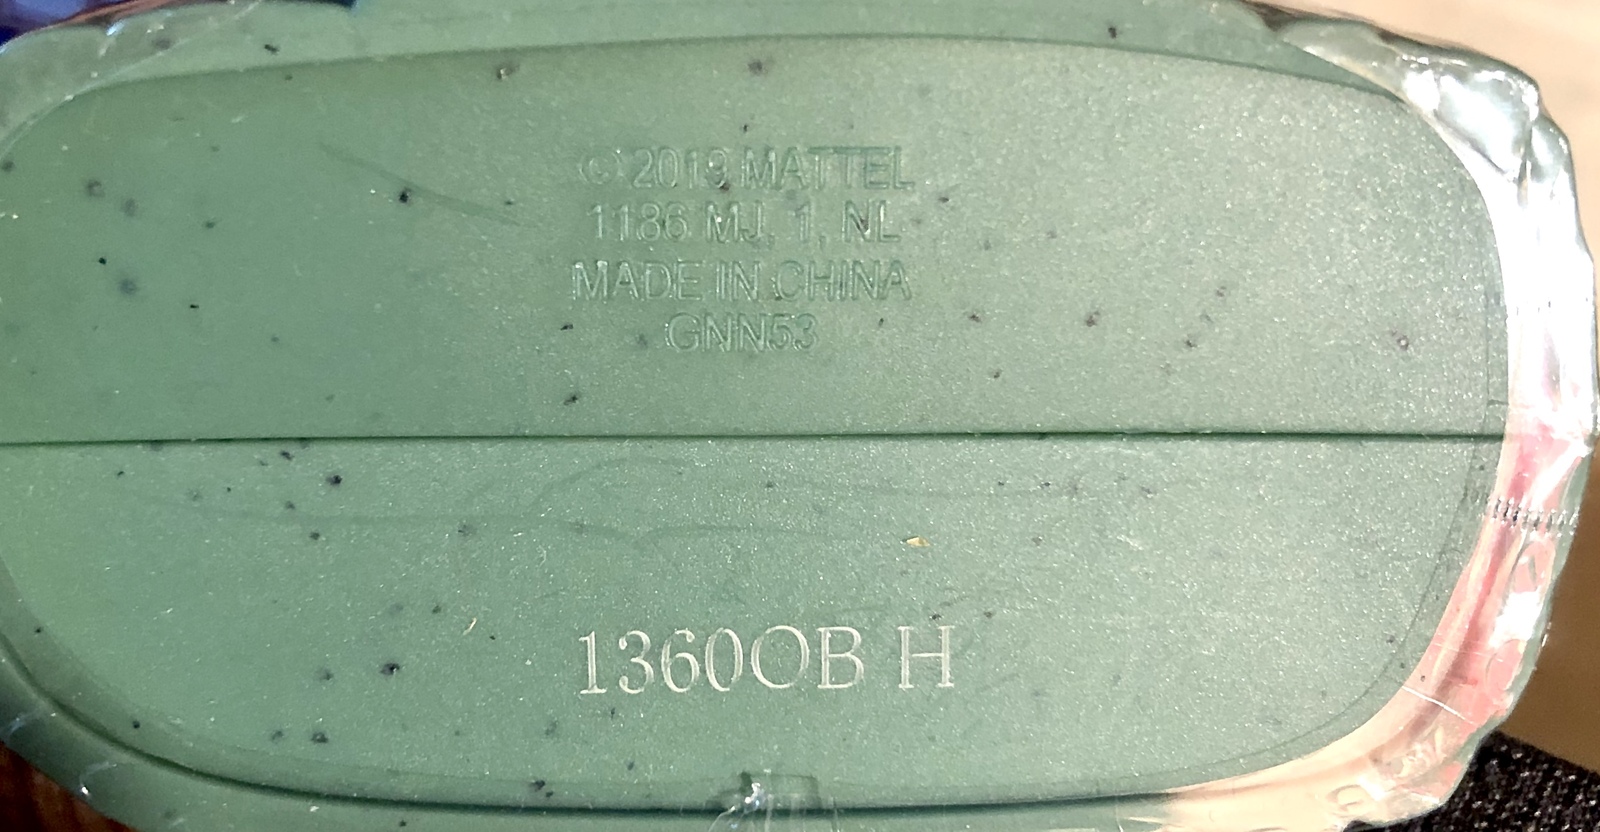 © 2019 MATTEL
1186 MJ, 1, NL
MADE IN CHINA
GNN53
1360OB H